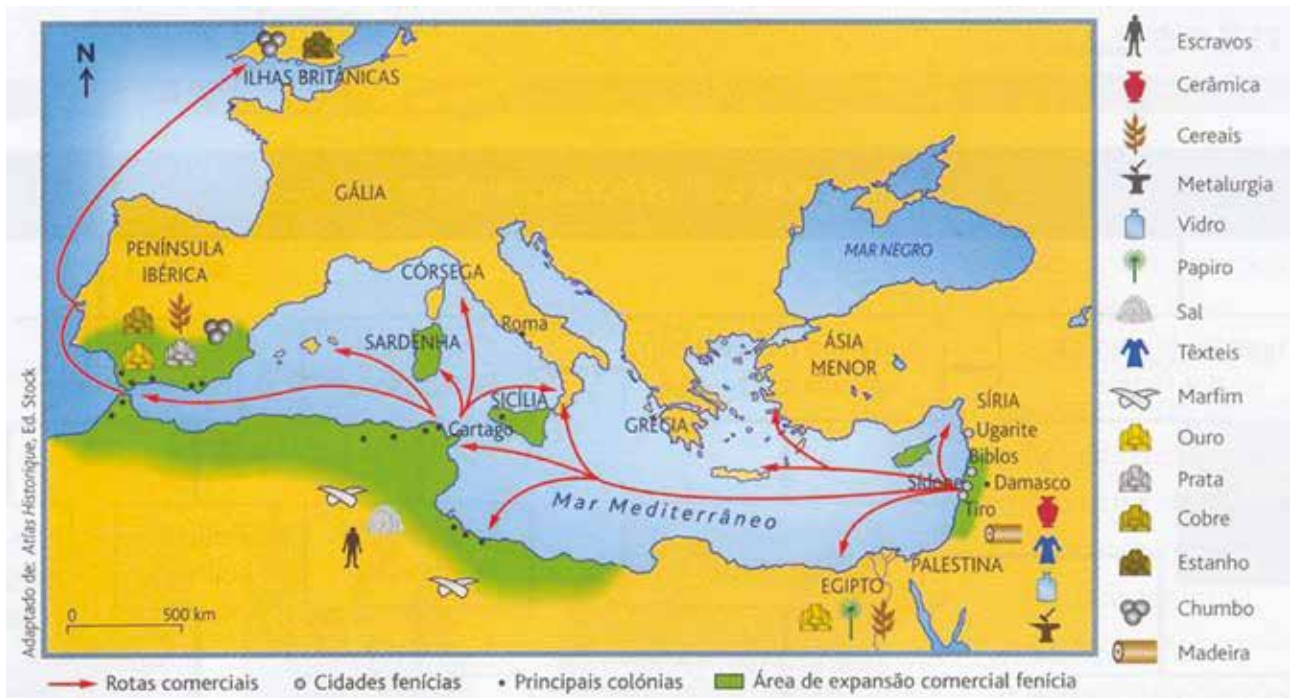 N
ILHAS BRITÂNICAS
GÁLIA
PENÍNSULA
IBÉRICA
CÓRSEGA
MAR NEGRO
Roma
SARDENHA
ÁSIA
MENOR
SICÍLIA
SÍRIA
Cartago
GRÉCIA
Ugarite
Biblos
Sídon
Damasco
Tiro
Mar Mediterrâneo
EGIPTO
PALESTINA
0 500 km
Adaptado de: Atlas Historique, Ed. Stock
Escravos
Cerâmica
Cereais
Metalurgia
Vidro
Papiro
Sal
Têxteis
Marfim
Ouro
Prata
Cobre
Estanho
Chumbo
Madeira
Rotas comerciais
Cidades fenícias
Principais colónias
Área de expansão comercial fenícia